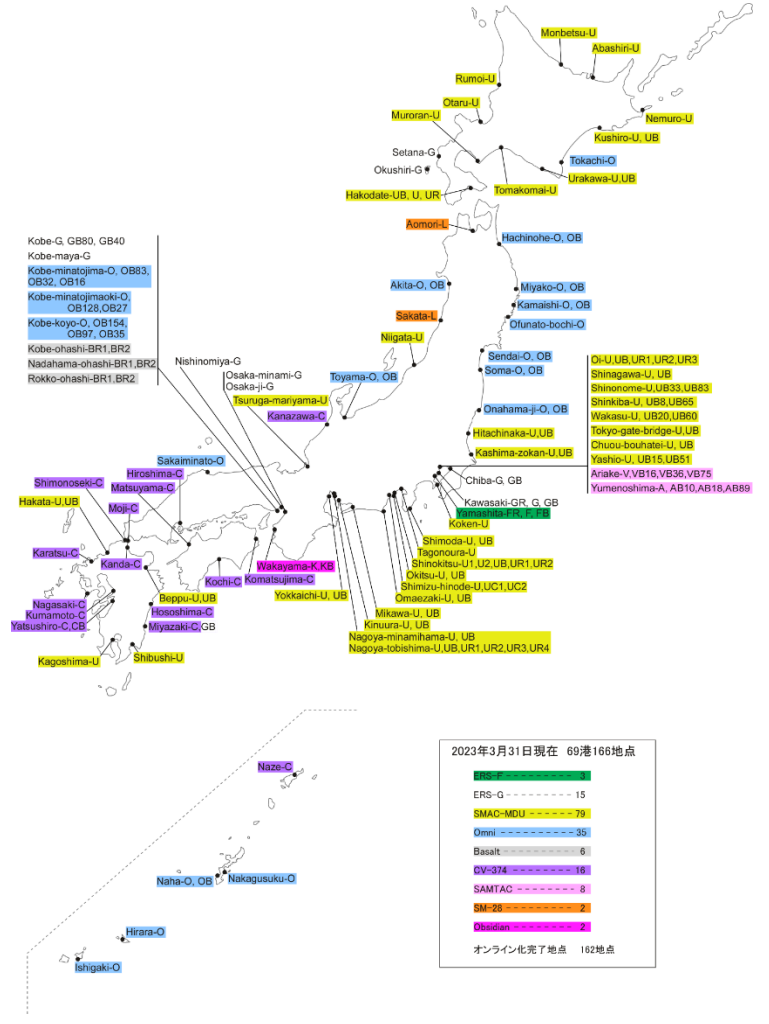 Monbetsu-U
Abashiri-U
Rumoi-U
Otaru-U
Muroran-U
Nemuro-U
Kushiro-U, UB
Setana-G
Tokachi-O
Okushiri-G
Urakawa-U,UB
Tomakomai-U
Hakodate-UB, U, UR
Aomori-L
Hachinohe-O, OB
Kobe-G, GB80, GB40
Kobe-maya-G
Kobe-minatojima-O, OB83,
OB32, OB16
Kobe-minatojimaoki-O,
OB128,OB27
Kobe-koyo-O, OB154,
OB97, OB35
Kobe-ohashi-BR1,BR2
Nadahama-ohashi-BR1,BR2
Rokko-ohashi-BR1,BR2
Akita-O, OB
Miyako-O, OB
Kamaishi-O, OB
Sakata-L
Ofunato-bochi-O
Niigata-U
Nishinomiya-G
Osaka-minami-G
Osaka-ji-G
Toyama-O, OB
Tsuruga-mariyama-U
Kanazawa-C
Sendai-O, OB
Soma-O, OB
Onahama-ji-O, OB
Hitachinaka-U,UB
Kashima-zokan-U,UB
Oi-U,UB,UR1,UR2,UR3
Shinagawa-U, UB
Shinonome-U,UB33,UB83
Shinkiba-U, UB8,UB65
Wakasu-U, UB20,UB60
Tokyo-gate-bridge-U,UB
Chuou-bouhatei-U, UB
Yashio-U, UB15,UB51
Ariake-V,VB16,VB36,VB75
Yumenoshima-A, AB10,AB18,AB89
Chiba-G, GB
Kawasaki-GR, G, GB
Yamashita-FR, F, FB
Koken-U
Sakaiminato-O
Hiroshima-C
Shimonoseki-C
Matsuyama-C
Hakata-U,UB
Moji-C
Karatsu-C
Kanda-C
Shimoda-U, UB
Tagonoura-U
Shinokitsu-U1,U2,UB,UR1,UR2
Okitsu-U, UB
Shimizu-hinode-U,UC1,UC2
Omaezaki-U, UB
Wakayama-K,KB
Kochi-C
Komatsujima-C
Yokkaichi-U, UB
Beppu-U,UB
Nagasaki-C
Kumamoto-C
Hososhima-C
Yatsushiro-C,CB
Miyazaki-C,GB
Mikawa-U, UB
Kinuura-U, UB
Nagoya-minamihama-U, UB
Nagoya-tobishima-U,UB,UR1,UR2,UR3,UR4
Kagoshima-U
Shibushi-U
Naze-C
Naha-O, OB
Nakagusuku-O
Hirara-O
Ishigaki-O
2023年3月31日現在 69港166地点
ERS-F 3
ERS-G 15
SMAC-MDU 79
Omni 35
Basalt 6
CV-374 16
SAMTAC 8
SM-28 2
Obsidian 2
オンライン化完了地点 162地点